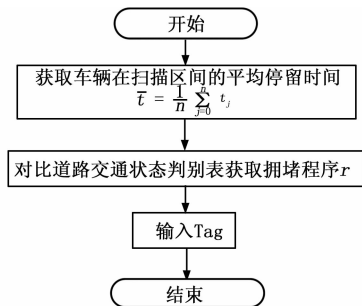 开始
获取车辆在扫描区间的平均停留时间
t̄ = 1/n ∑_{j=0}^{n} t_j
对比道路交通状态判别表获取拥堵程序r
输入Tag
结束